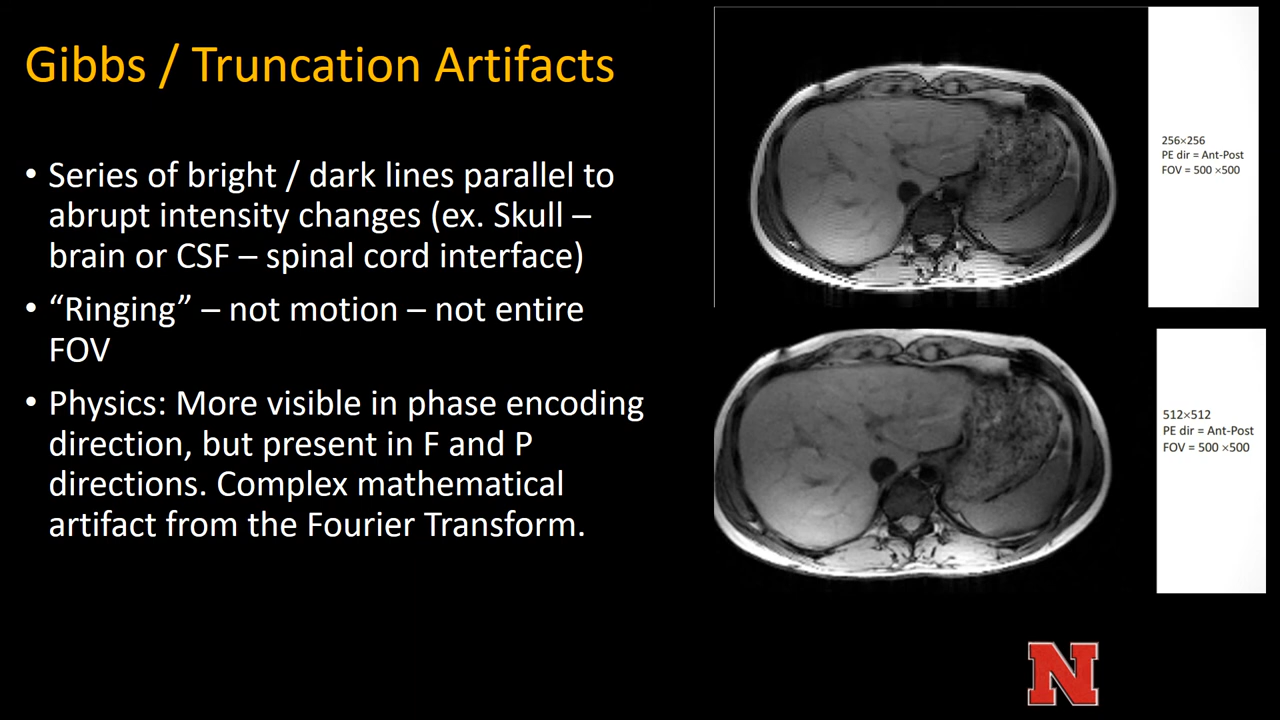 Gibbs / Truncation Artifacts
• Series of bright / dark lines parallel to
abrupt intensity changes (ex. Skull –
brain or CSF – spinal cord interface)
• “Ringing” – not motion – not entire
FOV
• Physics: More visible in phase encoding
direction, but present in F and P
directions. Complex mathematical
artifact from the Fourier Transform.
256×256
PE dir = Ant-Post
FOV = 500 ×500
512×512
PE dir = Ant-Post
FOV = 500 ×500
N